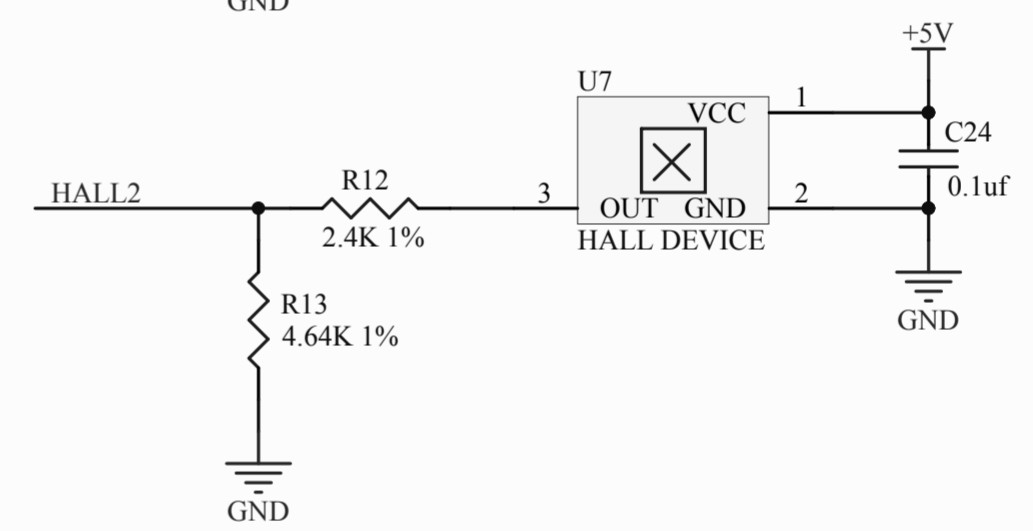 GND
+5V
U7
VCC
1
C24
0.1uf
HALL2
R12
2.4K 1%
3
OUT
GND
2
HALL DEVICE
GND
R13
4.64K 1%
GND